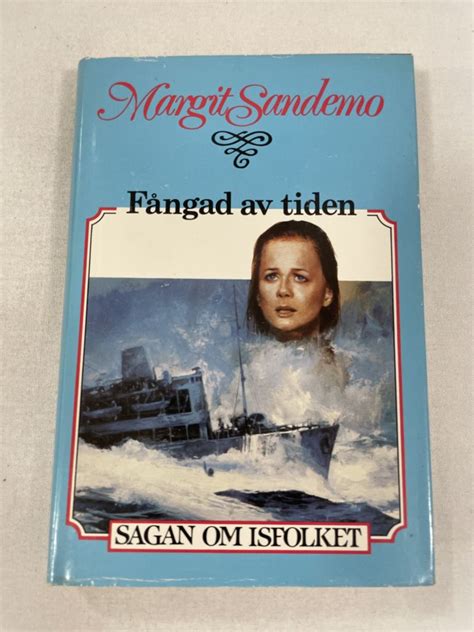 Margit Sandemo
Fångad av tiden
SAGAN OM ISFOLKET